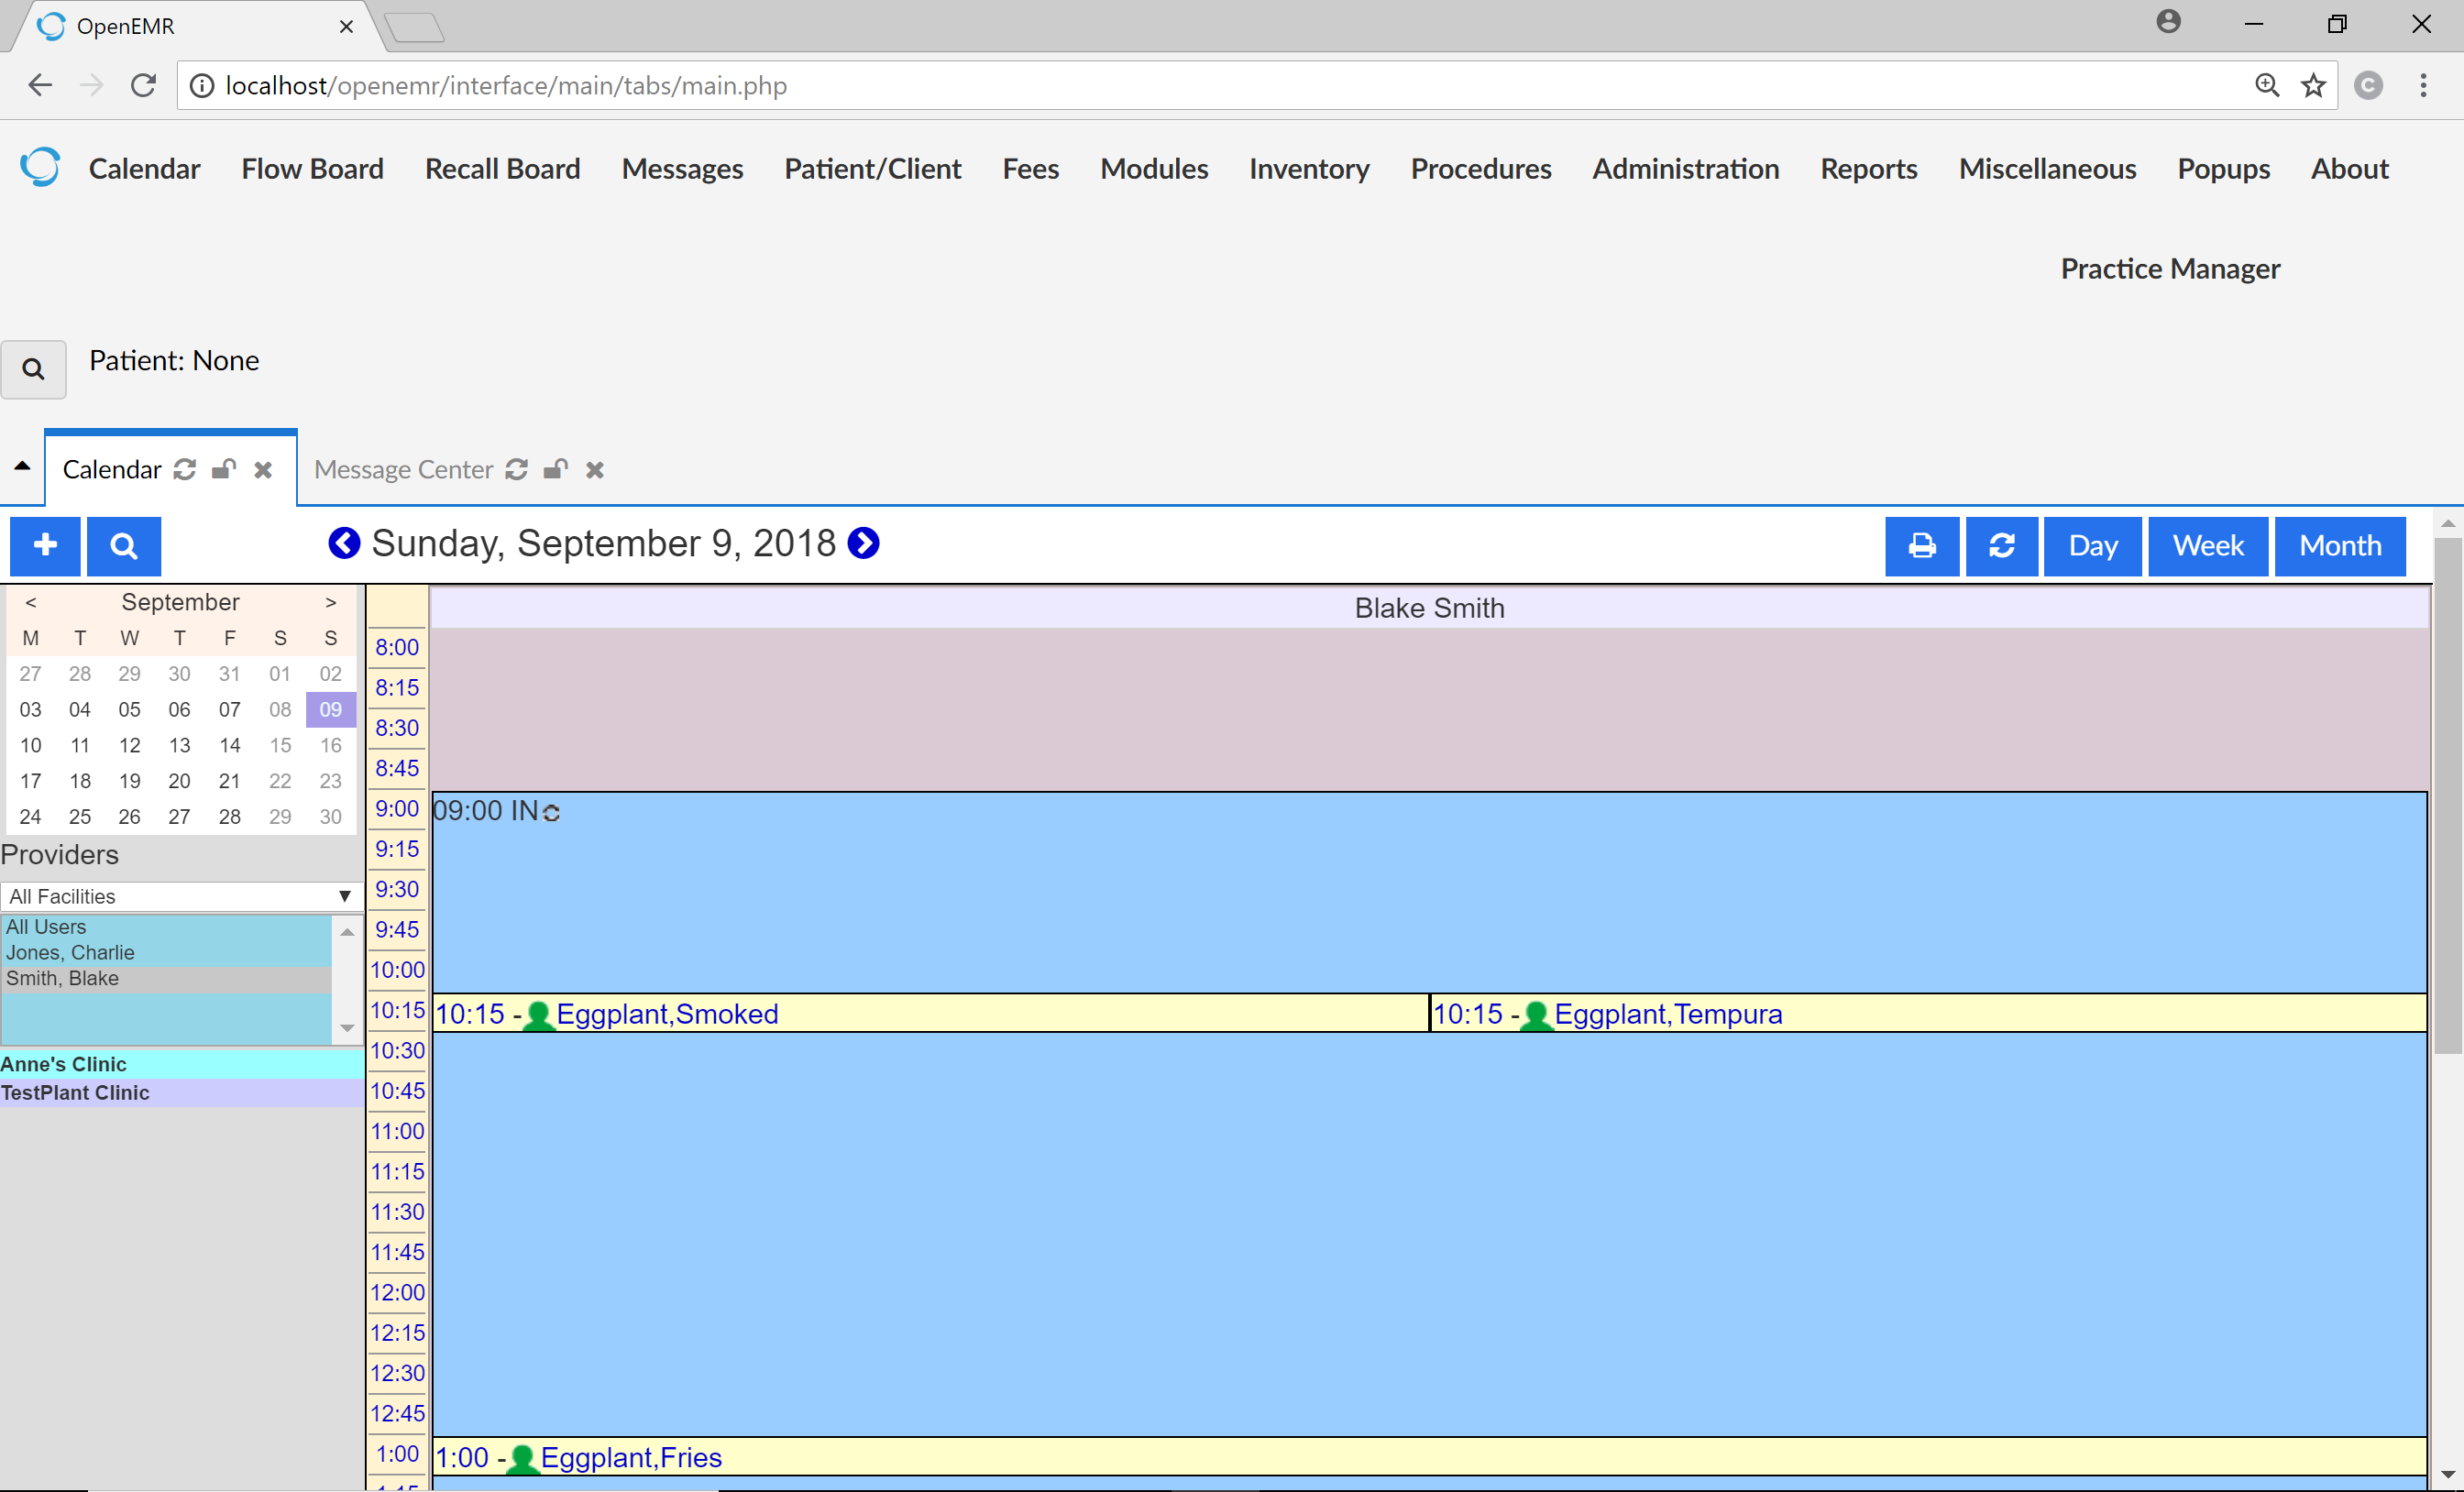 OpenEMR
localhost/openemr/interface/main/tabs/main.php
Calendar Flow Board Recall Board Messages Patient/Client Fees Modules Inventory Procedures Administration Reports Miscellaneous Popups About
Practice Manager
Patient: None
Calendar Message Center
Sunday, September 9, 2018 Day Week Month
< September >
M T W T F S S
27 28 29 30 31 01 02
03 04 05 06 07 08 09
10 11 12 13 14 15 16
17 18 19 20 21 22 23
24 25 26 27 28 29 30
Providers
All Facilities
All Users
Jones, Charlie
Smith, Blake
Anne's Clinic
TestPlant Clinic
Blake Smith
8:00
8:15
8:30
8:45
9:00 09:00 IN
9:15
9:30
9:45
10:00
10:15 10:15 - Eggplant,Smoked 10:15 - Eggplant,Tempura
10:30
10:45
11:00
11:15
11:30
11:45
12:00
12:15
12:30
12:45
1:00 1:00 - Eggplant,Fries